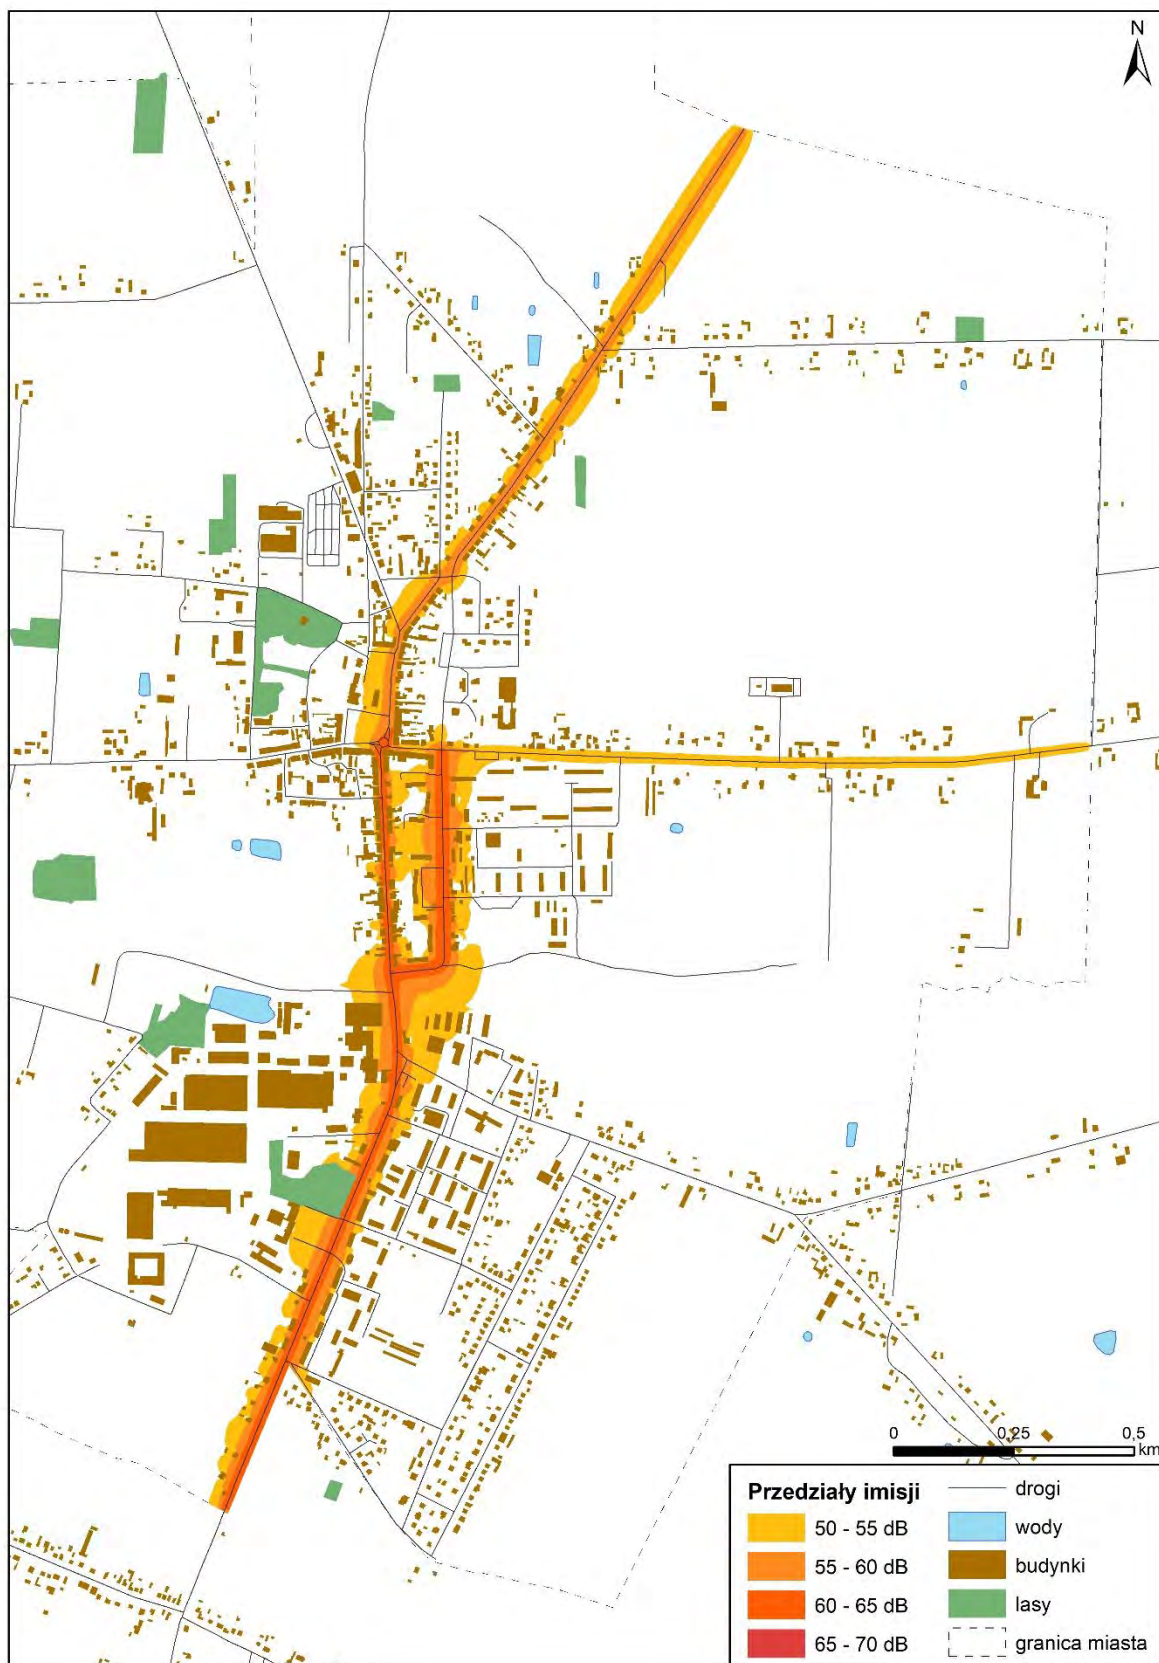 N
0 0,25 0,5
km
Przedziały imisji
50 - 55 dB
55 - 60 dB
60 - 65 dB
65 - 70 dB
drogi
wody
budynki
lasy
granica miasta